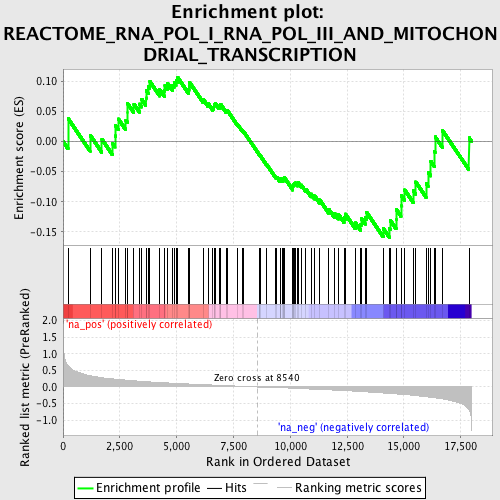 Enrichment plot:
REACTOME_RNA_POL_I_RNA_POL_III_AND_MITOCHON
DRIAL_TRANSCRIPTION
Enrichment score (ES)
0.10
0.05
0.00
-0.05
-0.10
-0.15
Ranked list metric (PreRanked)
2.0
1.5
1.0
0.5
0.0
-0.5
-1.0
'na_pos' (positively correlated)
Zero cross at 8540
'na_neg' (negatively correlated)
0
2,500
5,000
7,500
10,000
12,500
15,000
17,500
Rank in Ordered Dataset
Enrichment profile
Hits
Ranking metric scores